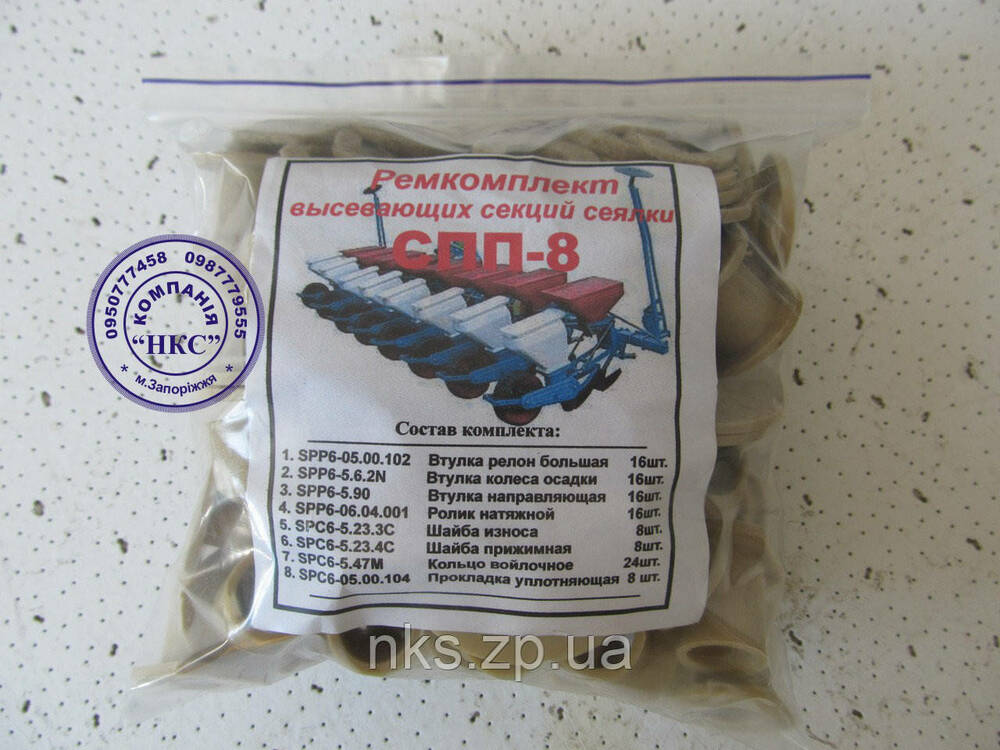 Ремкомплект
высевающих секций сеялки
СПП-8
0950777458 0987779555
КОМПАНІЯ
“НКС”
* м.Запоріжжя *
Состав комплекта:
1. SPP6-05.00.102 Втулка релон большая 16шт.
2. SPP6-5.6.2N Втулка колеса осадки 16шт.
3. SPP6-5.90 Втулка направляющая 16шт.
4. SPP6-06.04.001 Ролик натяжной 16шт.
5. SPC6-5.23.3C Шайба износа 8шт.
6. SPC6-5.23.4C Шайба прижимная 8шт.
7. SPC6-5.47M Кольцо войлочное 24шт.
8. SPC6-05.00.104 Прокладка уплотняющая 8 шт.
nks.zp.ua